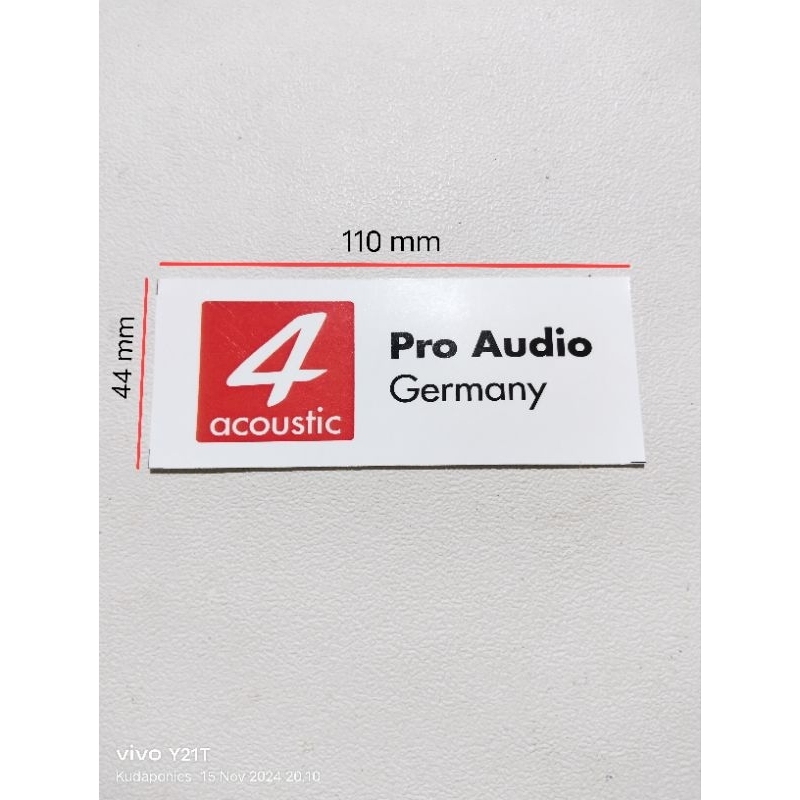 110 mm
44 mm
4
acoustic
Pro Audio
Germany
vivo Y21T
Kudaponics 15 Nov 2024 20.10